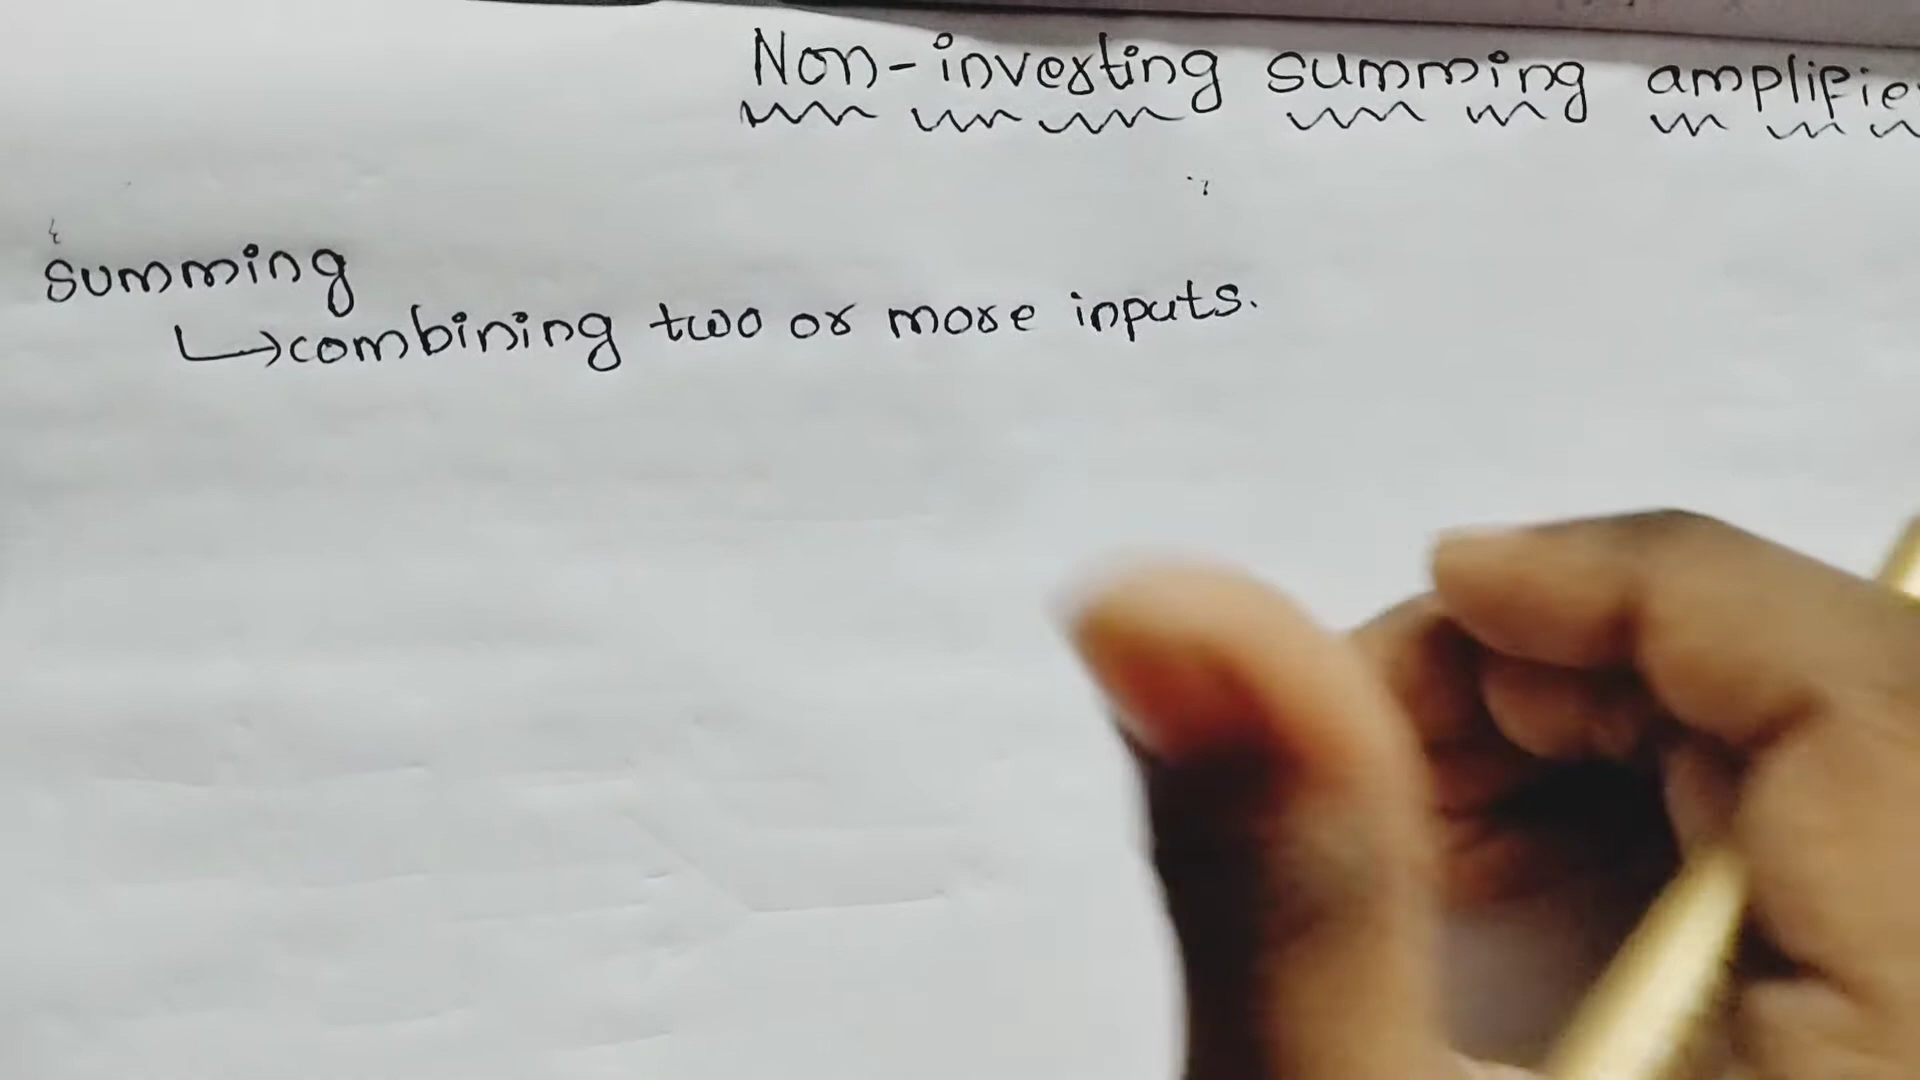 Non-inverting summing amplifie
summing
↳combining two or more inputs.